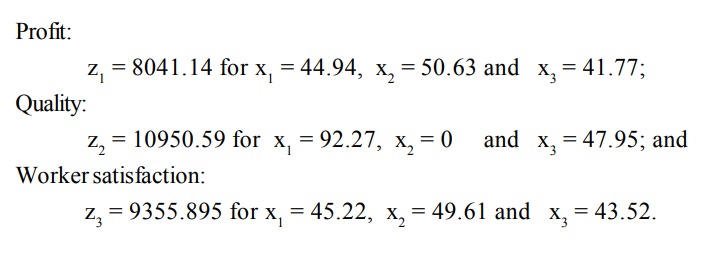 Profit:
z₁ = 8041.14 for x₁ = 44.94, x₂ = 50.63 and x₃ = 41.77;
Quality:
z₂ = 10950.59 for x₁ = 92.27, x₂ = 0 and x₃ = 47.95; and
Worker satisfaction:
z₃ = 9355.895 for x₁ = 45.22, x₂ = 49.61 and x₃ = 43.52.